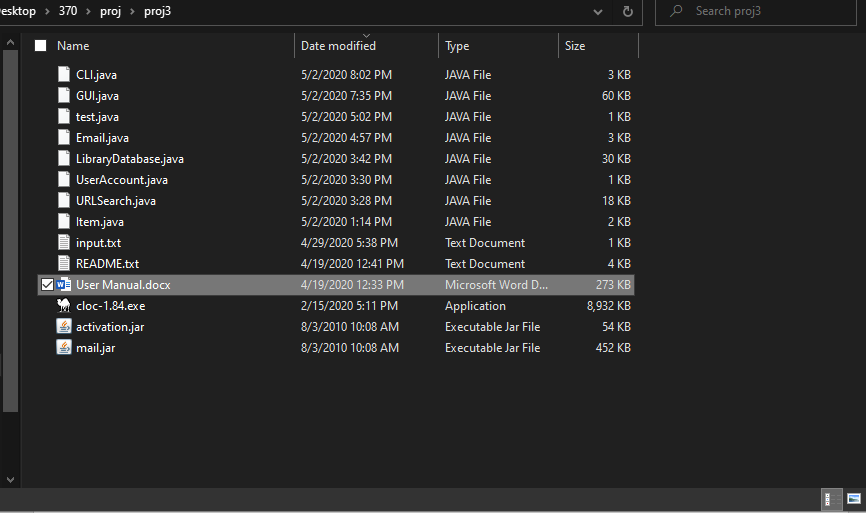 esktop > 370 > proj > proj3 Search proj3
Name Date modified Type Size
CLI.java 5/2/2020 8:02 PM JAVA File 3 KB
GUI.java 5/2/2020 7:35 PM JAVA File 60 KB
test.java 5/2/2020 5:02 PM JAVA File 1 KB
Email.java 5/2/2020 4:57 PM JAVA File 3 KB
LibraryDatabase.java 5/2/2020 3:42 PM JAVA File 30 KB
UserAccount.java 5/2/2020 3:30 PM JAVA File 1 KB
URLSearch.java 5/2/2020 3:28 PM JAVA File 18 KB
Item.java 5/2/2020 1:14 PM JAVA File 2 KB
input.txt 4/29/2020 5:38 PM Text Document 1 KB
README.txt 4/19/2020 12:41 PM Text Document 4 KB
User Manual.docx 4/19/2020 12:33 PM Microsoft Word D... 273 KB
cloc-1.84.exe 2/15/2020 5:11 PM Application 8,932 KB
activation.jar 8/3/2010 10:08 AM Executable Jar File 54 KB
mail.jar 8/3/2010 10:08 AM Executable Jar File 452 KB